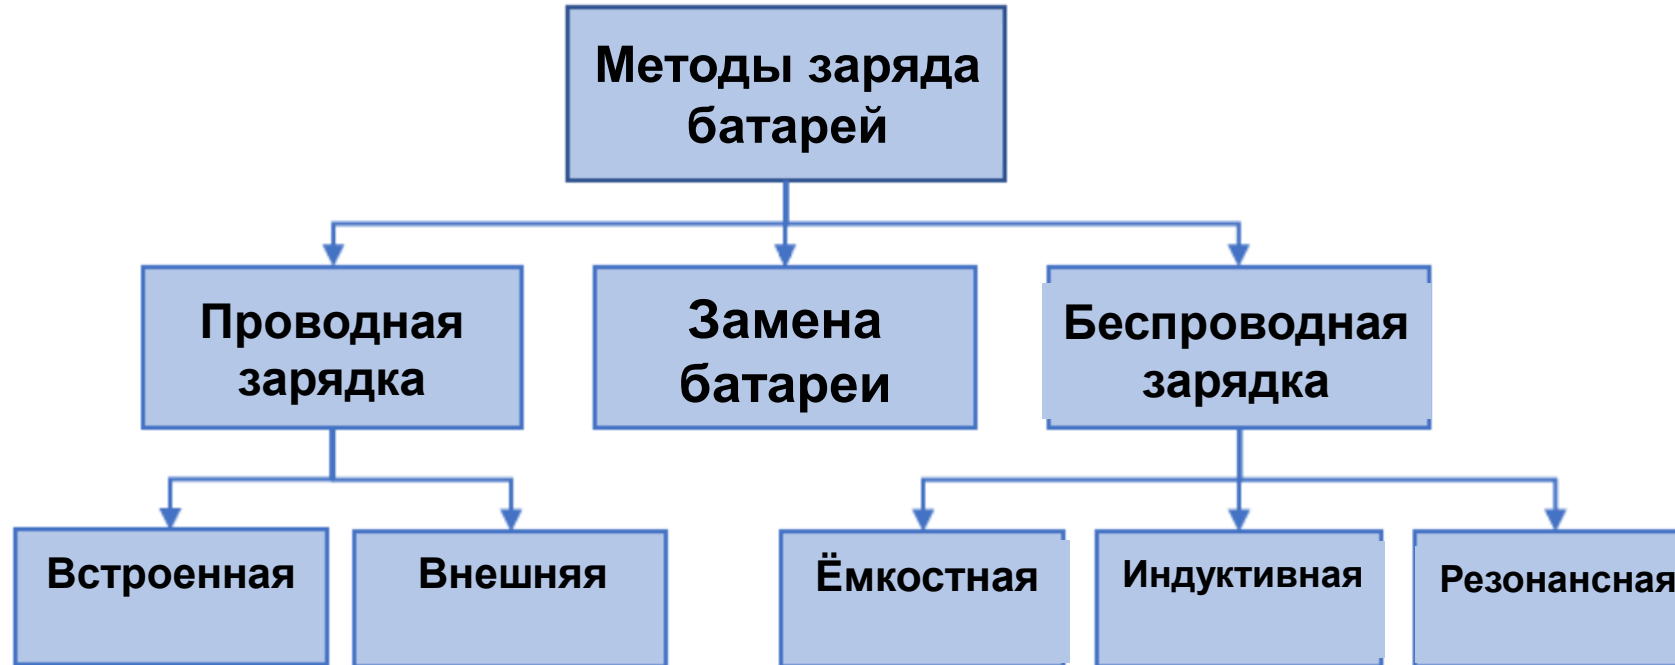 Методы заряда
батарей
Проводная
зарядка
Замена
батареи
Беспроводная
зарядка
Встроенная
Внешняя
Ёмкостная
Индуктивная
Резонансная